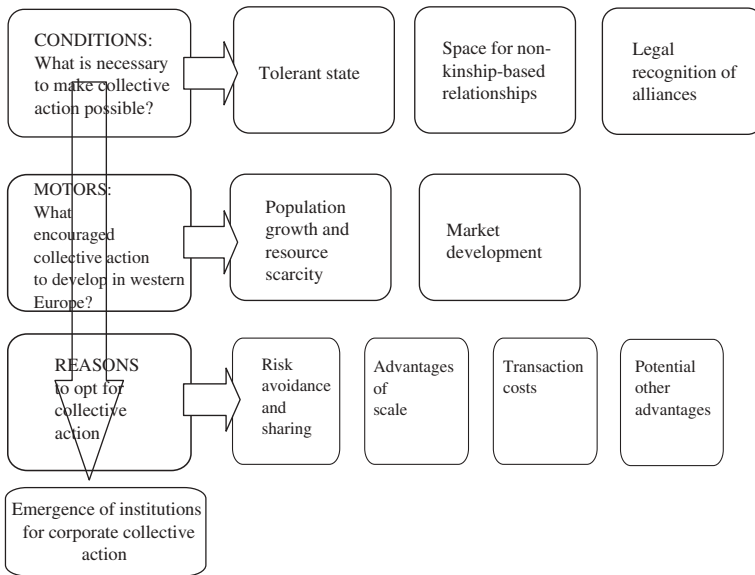 CONDITIONS:
What is necessary
to make collective
action possible?
Tolerant state
Space for non-
kinship-based
relationships
Legal
recognition of
alliances
MOTORS:
What
encouraged
collective action
to develop in western
Europe?
Population
growth and
resource
scarcity
Market
development
REASONS
to opt for
collective
action
Risk
avoidance
and
sharing
Advantages
of
scale
Transaction
costs
Potential
other
advantages
Emergence of institutions
for corporate collective
action